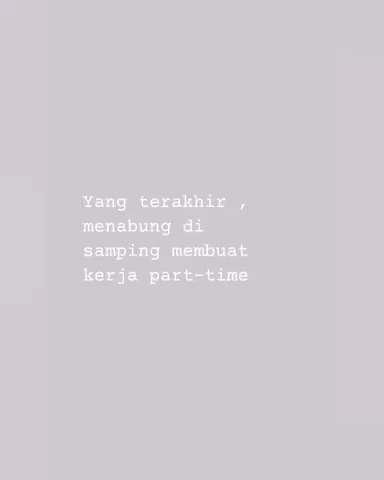 Yang terakhir ,
menabung di
samping membuat
kerja part-time